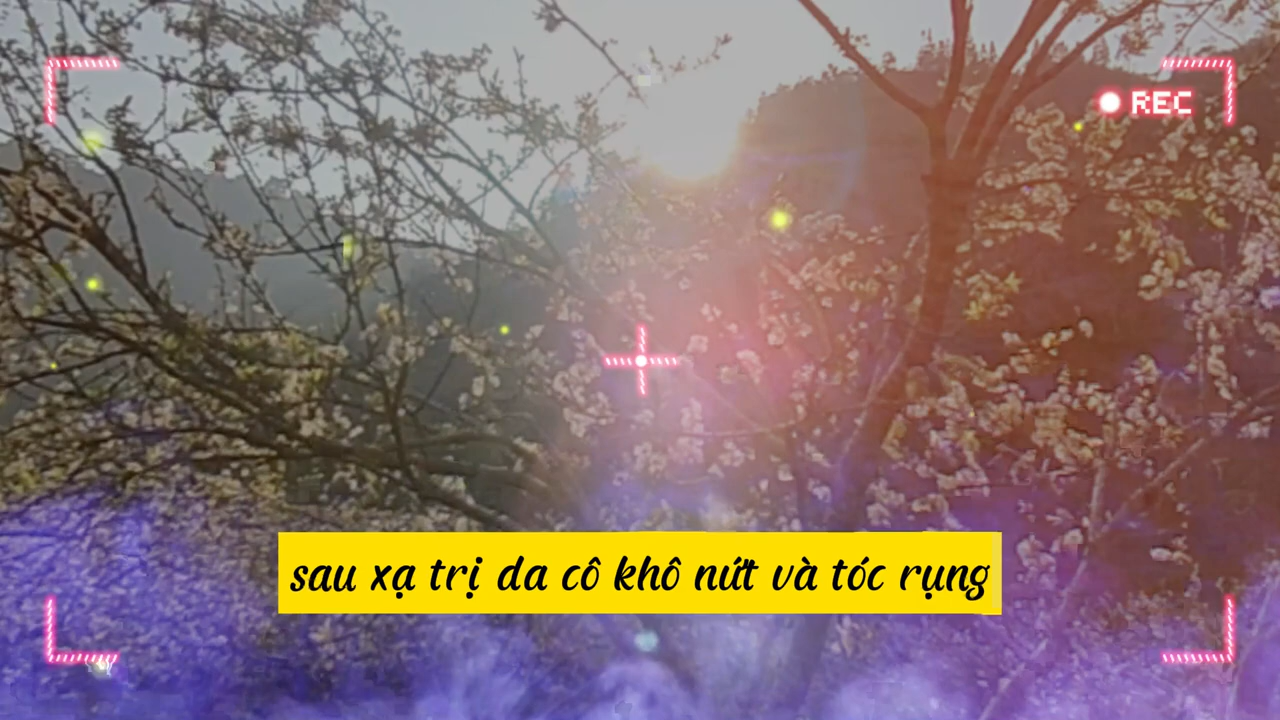 REC
sau xạ trị da cô khô nứt và tóc rụng